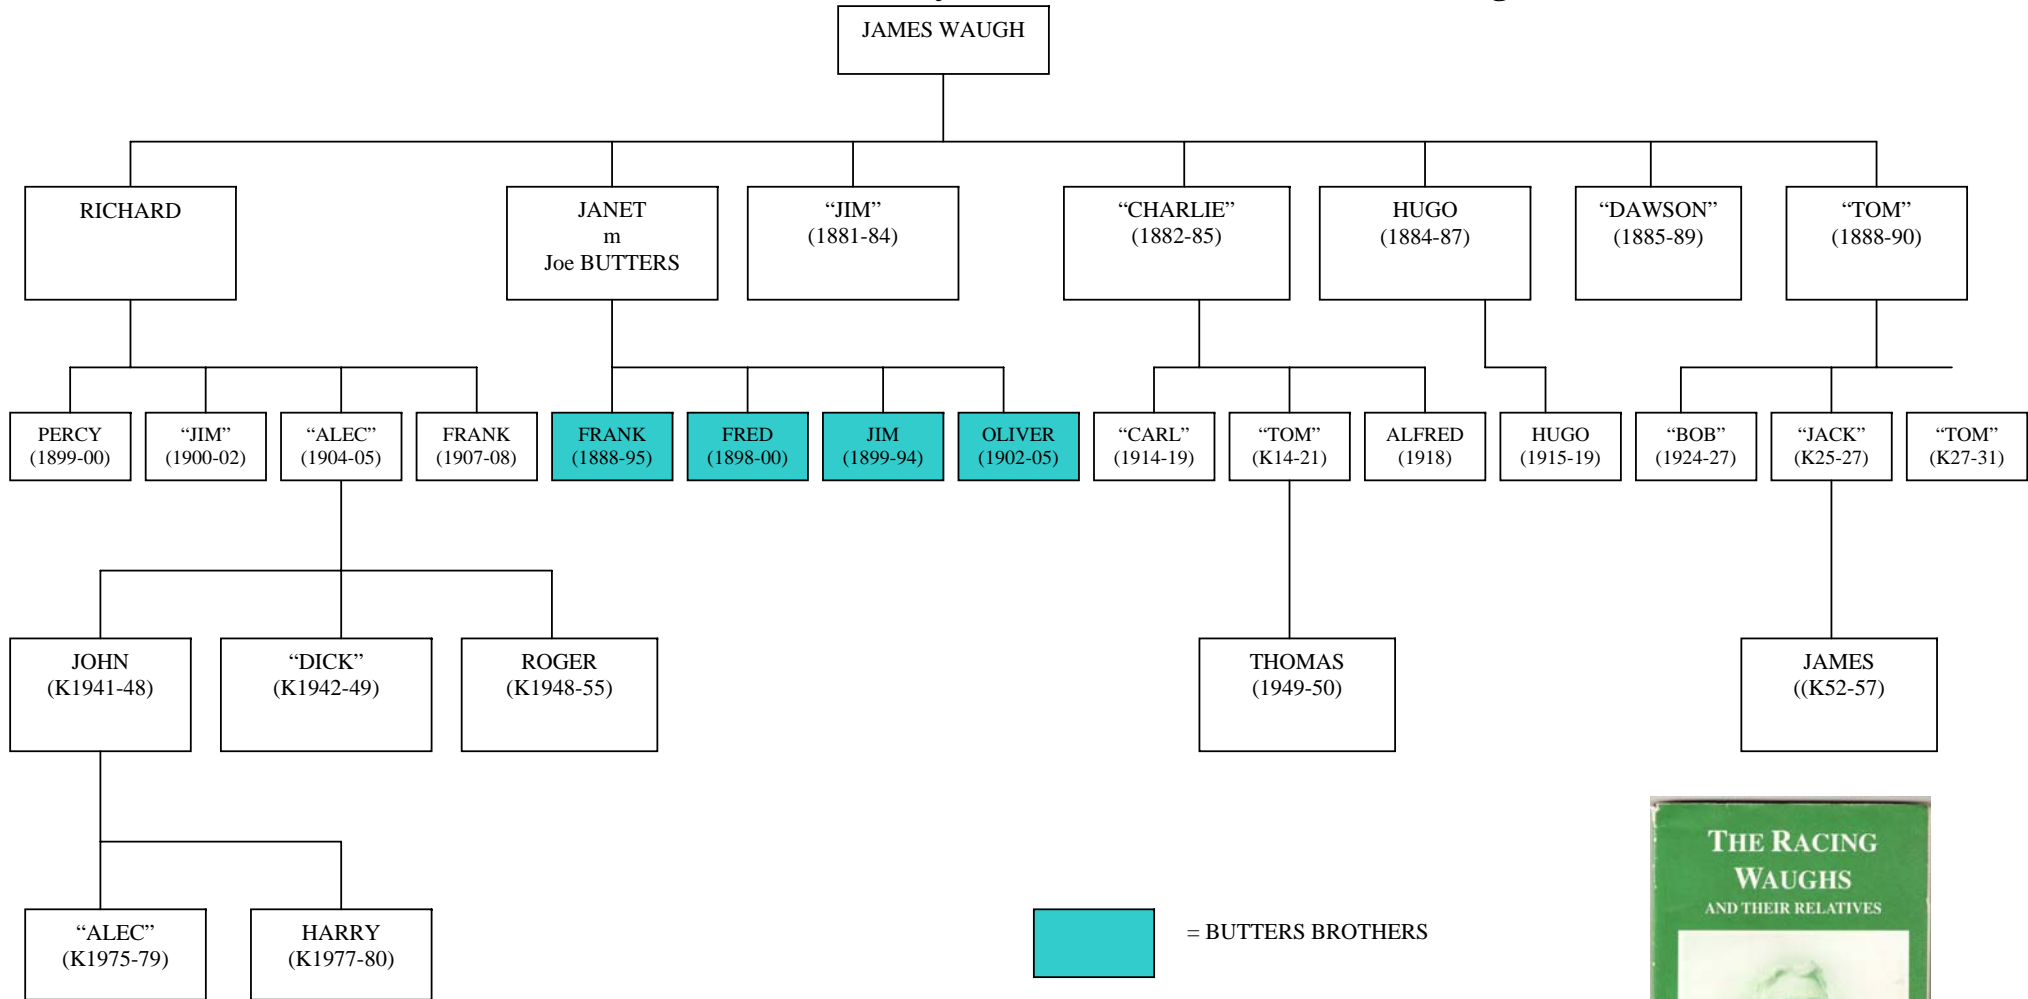 JAMES WAUGH
RICHARD
JANET
m
Joe BUTTERS
“JIM”
(1881-84)
“CHARLIE”
(1882-85)
HUGO
(1884-87)
“DAWSON”
(1885-89)
“TOM”
(1888-90)
PERCY
(1899-00)
“JIM”
(1900-02)
“ALEC”
(1904-05)
FRANK
(1907-08)
FRANK
(1888-95)
FRED
(1898-00)
JIM
(1899-94)
OLIVER
(1902-05)
“CARL”
(1914-19)
“TOM”
(K14-21)
ALFRED
(1918)
HUGO
(1915-19)
“BOB”
(1924-27)
“JACK”
(K25-27)
“TOM”
(K27-31)
JOHN
(K1941-48)
“DICK”
(K1942-49)
ROGER
(K1948-55)
THOMAS
(1949-50)
JAMES
((K52-57)
“ALEC”
(K1975-79)
HARRY
(K1977-80)
= BUTTERS BROTHERS
THE RACING
WAUGHS
AND THEIR RELATIVES